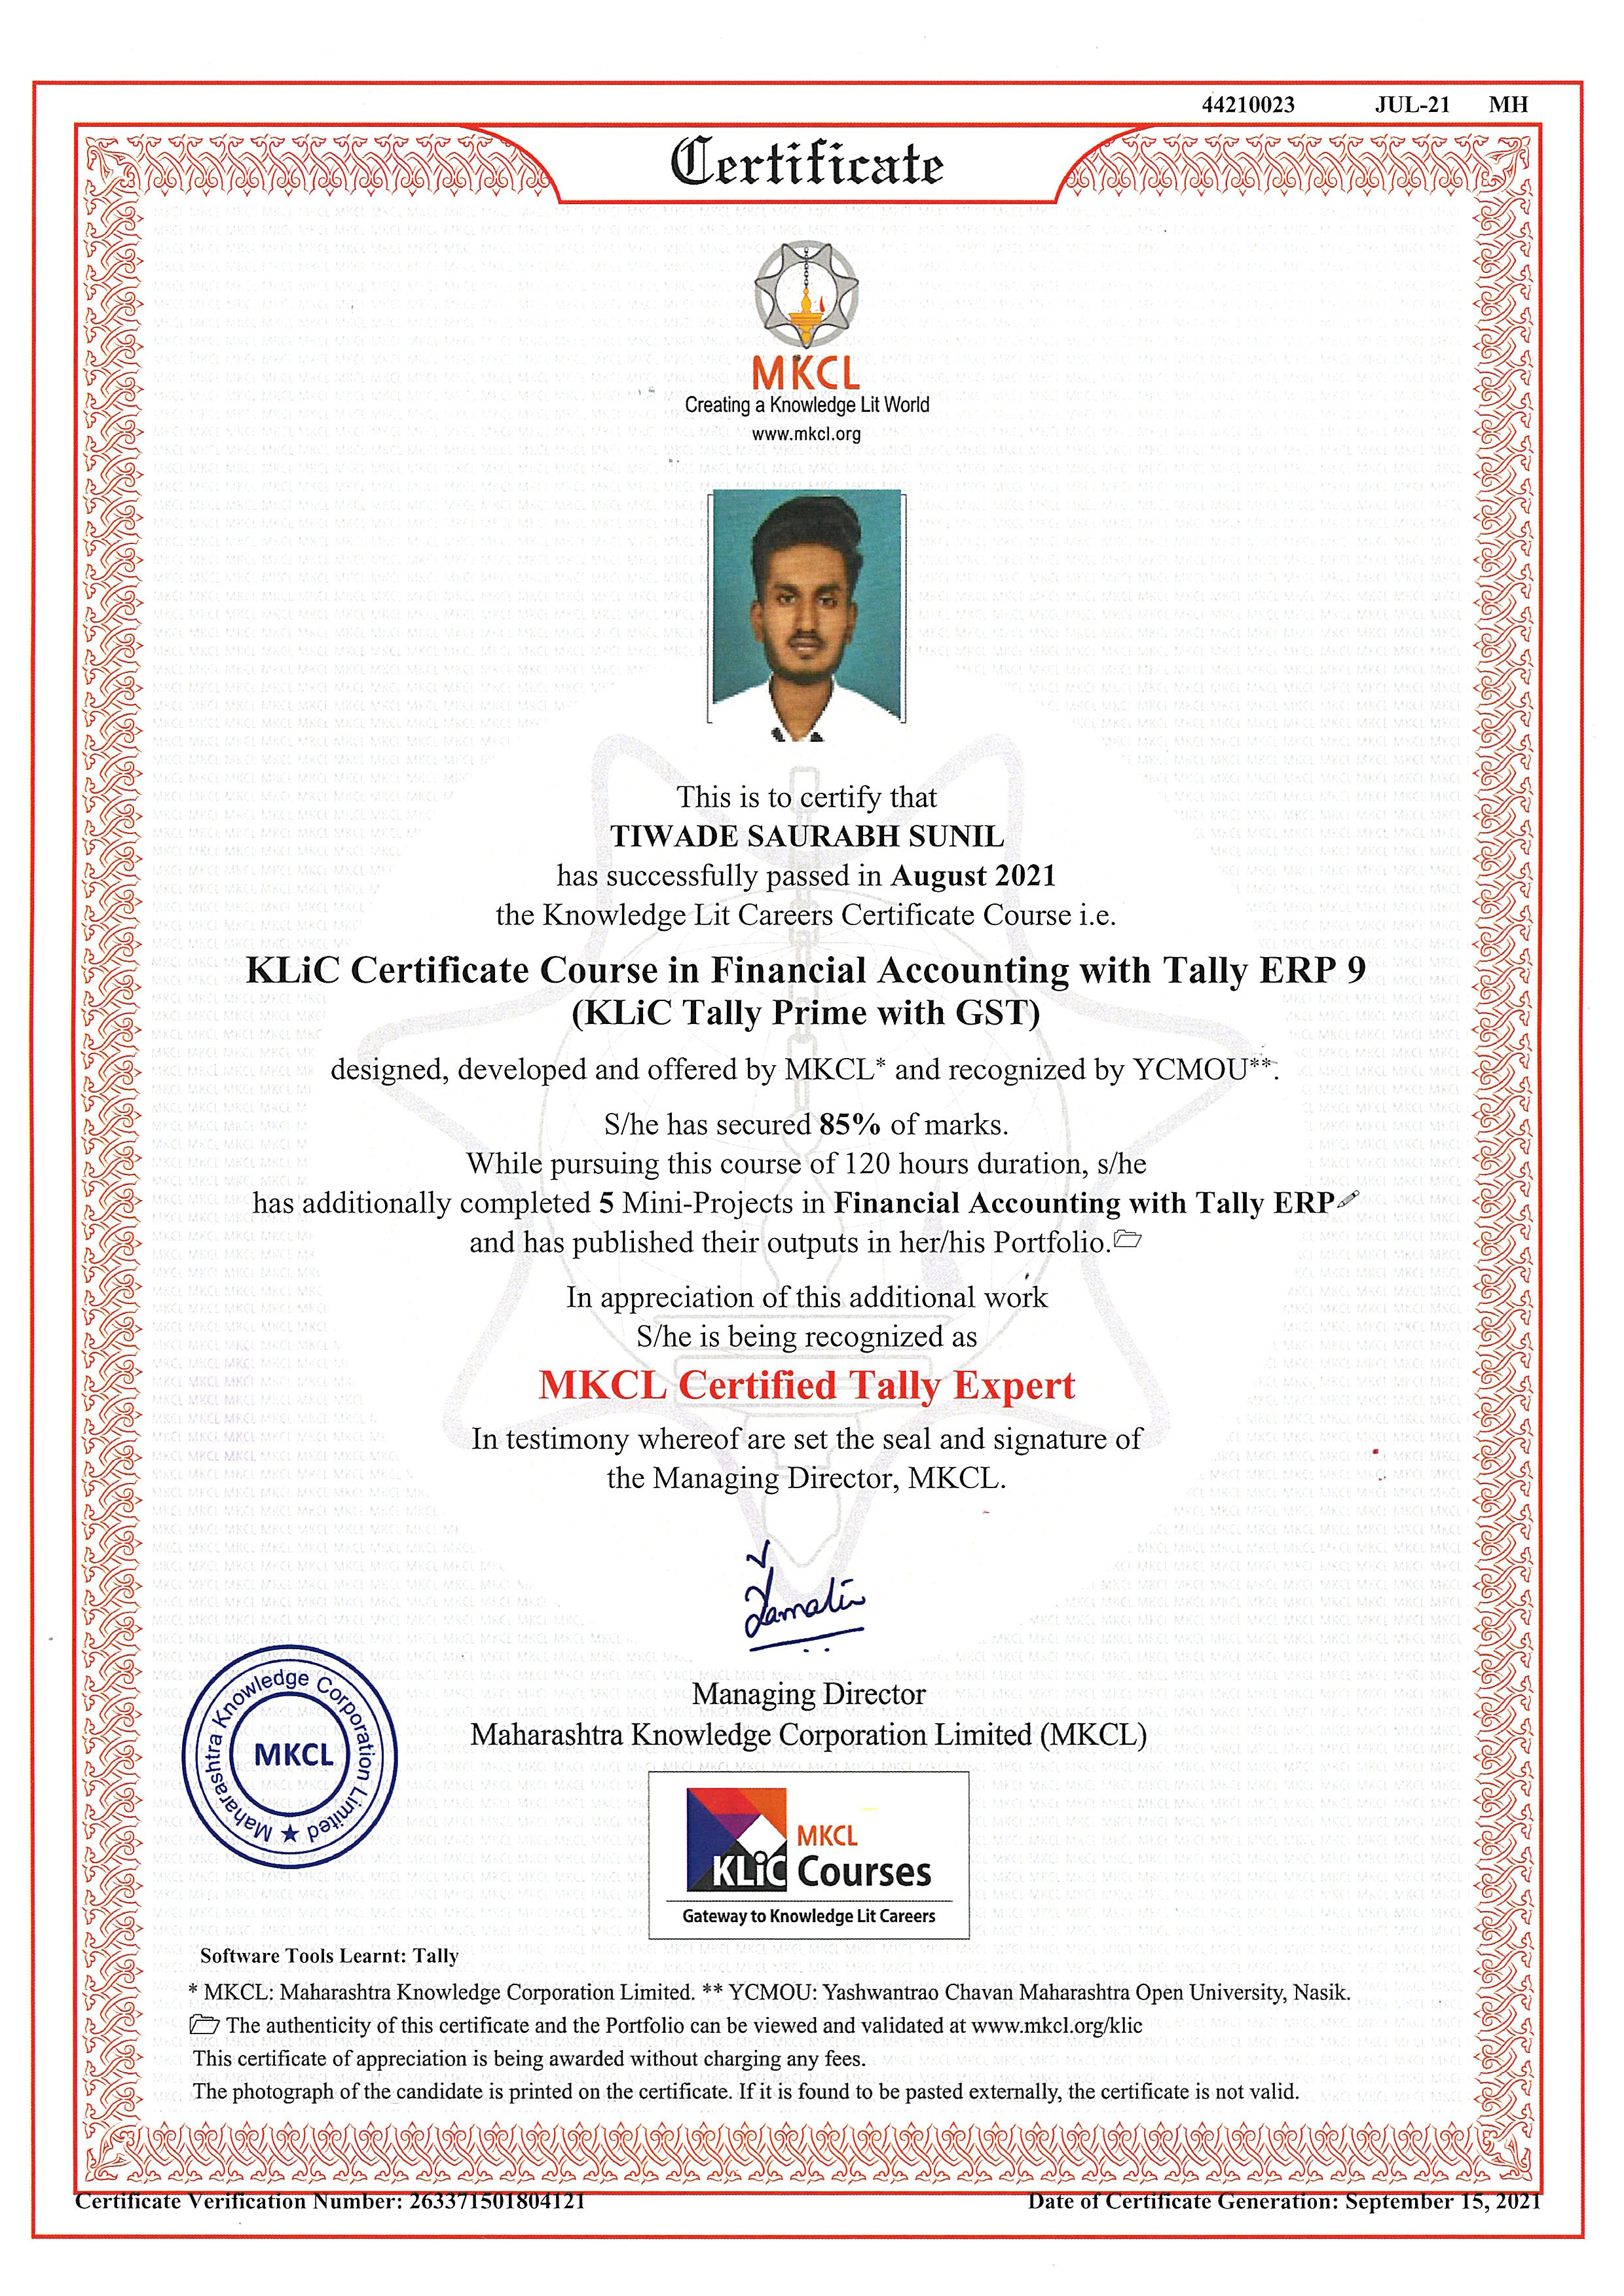 44210023 JUL-21 MH
Certificate
MKCL
Creating a Knowledge Lit World
www.mkcl.org
This is to certify that
TIWADE SAURABH SUNIL
has successfully passed in August 2021
the Knowledge Lit Careers Certificate Course i.e.
KLiC Certificate Course in Financial Accounting with Tally ERP 9
(KLiC Tally Prime with GST)
designed, developed and offered by MKCL* and recognized by YCMOU**.
S/he has secured 85% of marks.
While pursuing this course of 120 hours duration, s/he
has additionally completed 5 Mini-Projects in Financial Accounting with Tally ERP
and has published their outputs in her/his Portfolio.
In appreciation of this additional work
S/he is being recognized as
MKCL Certified Tally Expert
In testimony whereof are set the seal and signature of
the Managing Director, MKCL.
Managing Director
Maharashtra Knowledge Corporation Limited (MKCL)
Maharashtra Knowledge Corporation Limited ★
MKCL
MKCL
KLiC Courses
Gateway to Knowledge Lit Careers
Software Tools Learnt: Tally
* MKCL: Maharashtra Knowledge Corporation Limited. ** YCMOU: Yashwantrao Chavan Maharashtra Open University, Nasik.
The authenticity of this certificate and the Portfolio can be viewed and validated at www.mkcl.org/klic
This certificate of appreciation is being awarded without charging any fees.
The photograph of the candidate is printed on the certificate. If it is found to be pasted externally, the certificate is not valid.
Certificate Verification Number: 263371501804121
Date of Certificate Generation: September 15, 2021